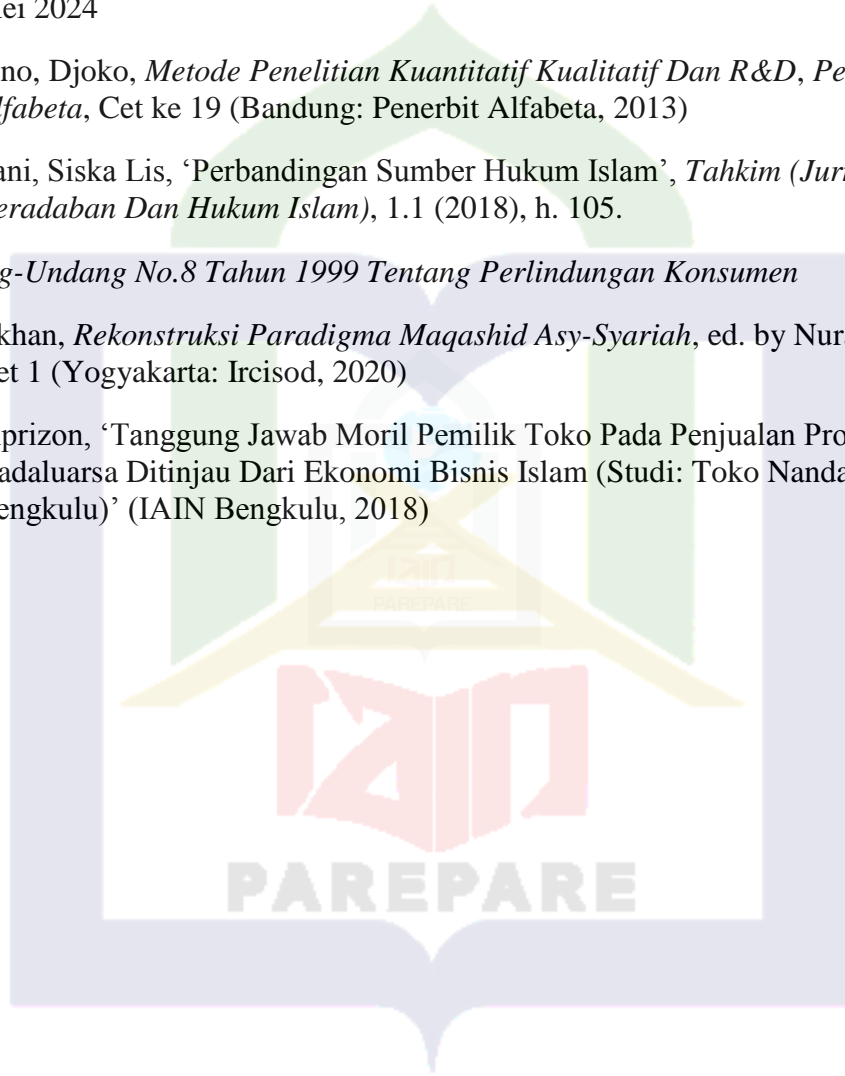 ei 2024
no, Djoko, Metode Penelitian Kuantitatif Kualitatif Dan R&D, Pe
lfabeta, Cet ke 19 (Bandung: Penerbit Alfabeta, 2013)
ani, Siska Lis, ‘Perbandingan Sumber Hukum Islam’, Tahkim (Jurn
eradaban Dan Hukum Islam), 1.1 (2018), h. 105.
g-Undang No.8 Tahun 1999 Tentang Perlindungan Konsumen
khan, Rekonstruksi Paradigma Maqashid Asy-Syariah, ed. by Nur
et 1 (Yogyakarta: Ircisod, 2020)
prizon, ‘Tanggung Jawab Moril Pemilik Toko Pada Penjualan Pro
adaluarsa Ditinjau Dari Ekonomi Bisnis Islam (Studi: Toko Nanda
engkulu)’ (IAIN Bengkulu, 2018)
IAIN
PAREPARE
PAREPARE